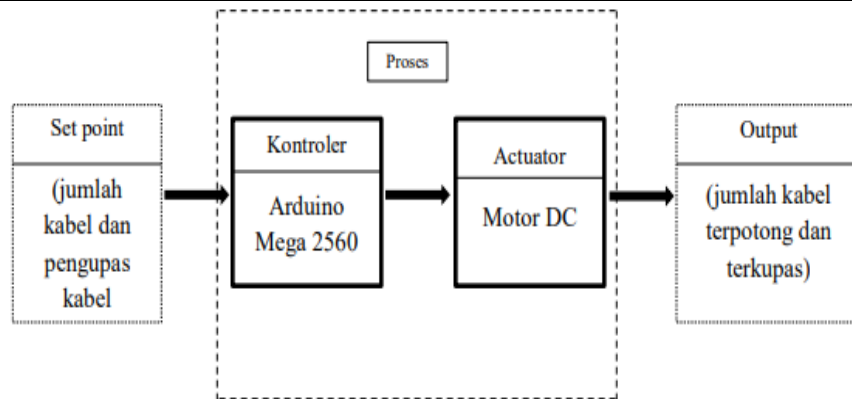 Proses
Set point
(jumlah
kabel dan
pengupas
kabel
Kontroler
Arduino
Mega 2560
Actuator
Motor DC
Output
(jumlah kabel
terpotong dan
terkupas)